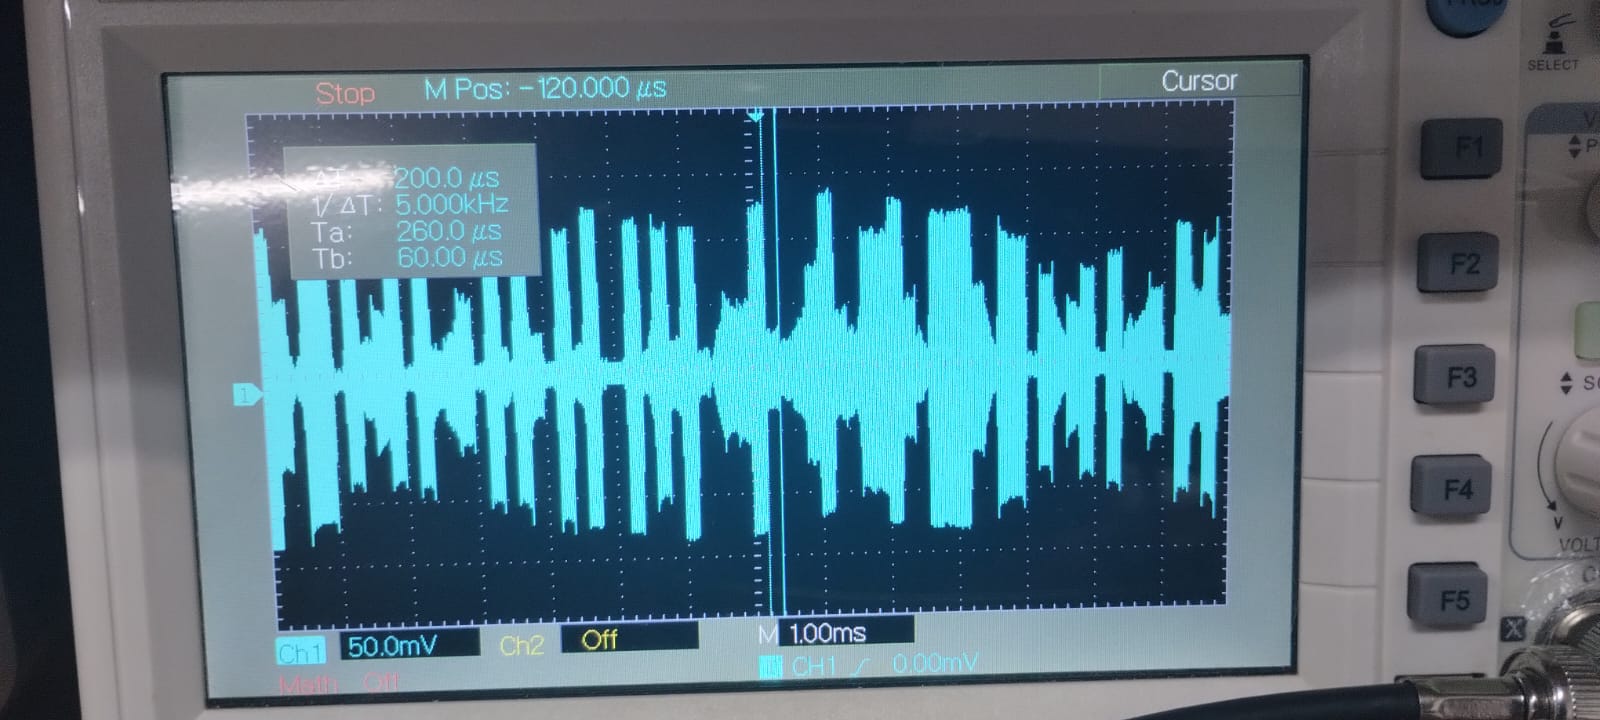 Stop M Pos: -120.000 μs Cursor
200.0 μs
1/ΔT: 5.000kHz
Ta: 260.0 μs
Tb: 60.00 μs
1
Ch1 50.0mV Ch2 Off M 1.00ms
CH1 0.00mV
Math Off
SELECT
F1
F2
F3
F4
F5